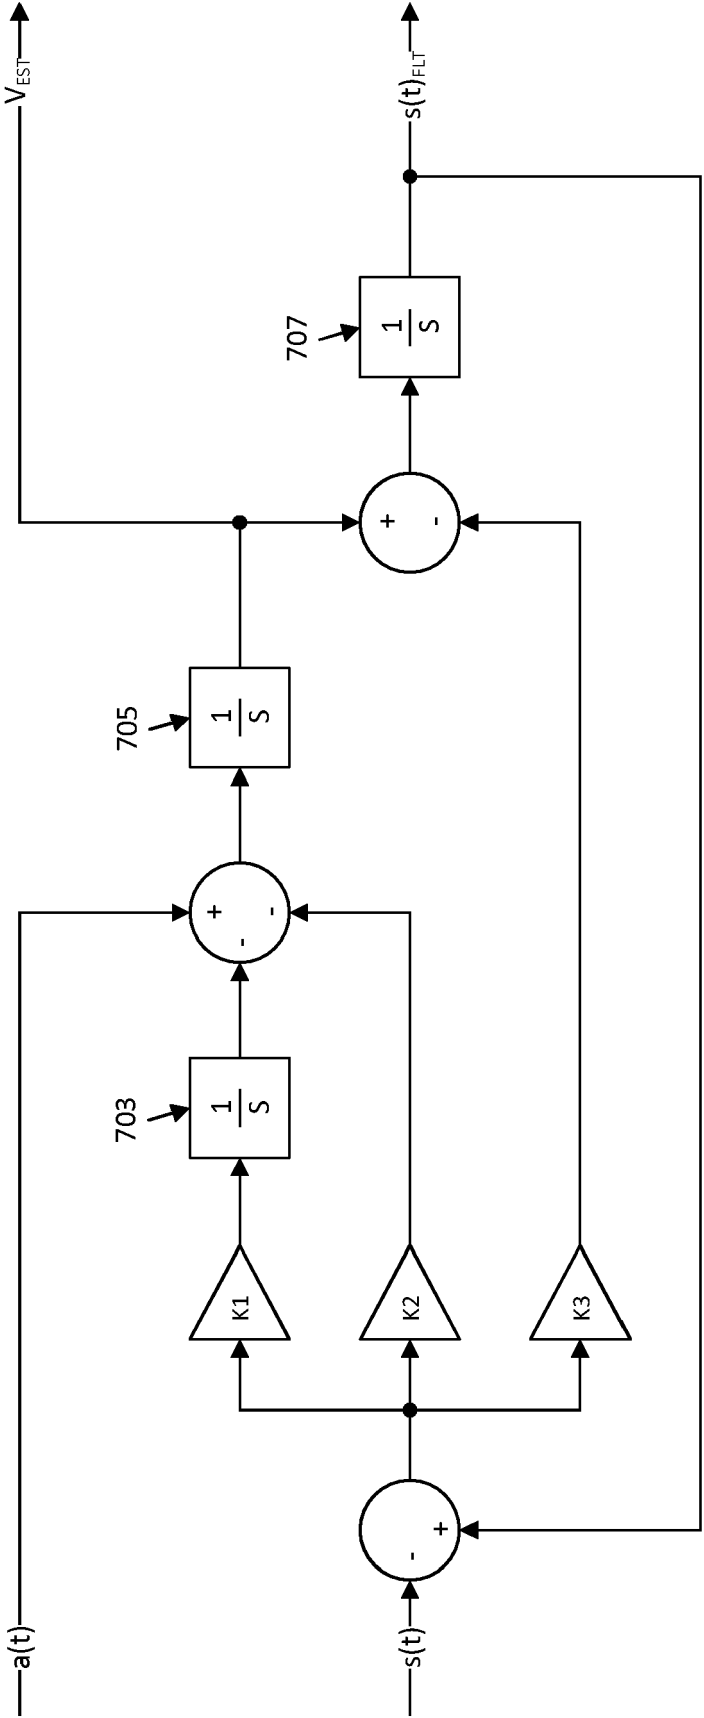 a(t)
V_EST
703
705
K1
1
S
-
+
-
1
S
707
s(t)
-
+
K2
+
-
1
S
s(t)_FLT
K3